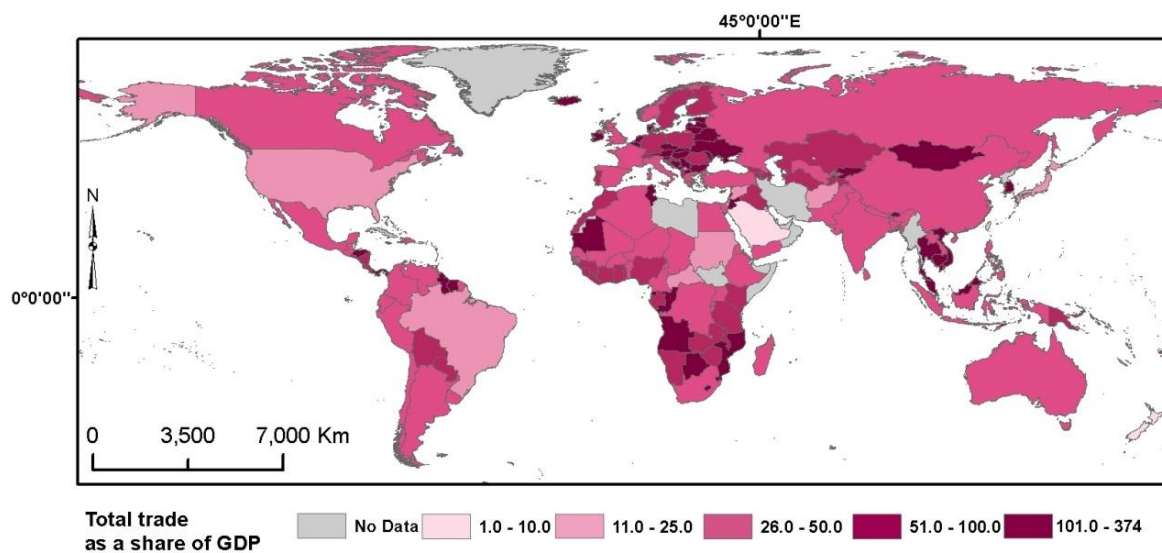 45°0'00"E
N
0°0'00"
0 3,500 7,000 Km
Total trade
as a share of GDP
No Data 1.0 - 10.0 11.0 - 25.0 26.0 - 50.0 51.0 - 100.0 101.0 - 374